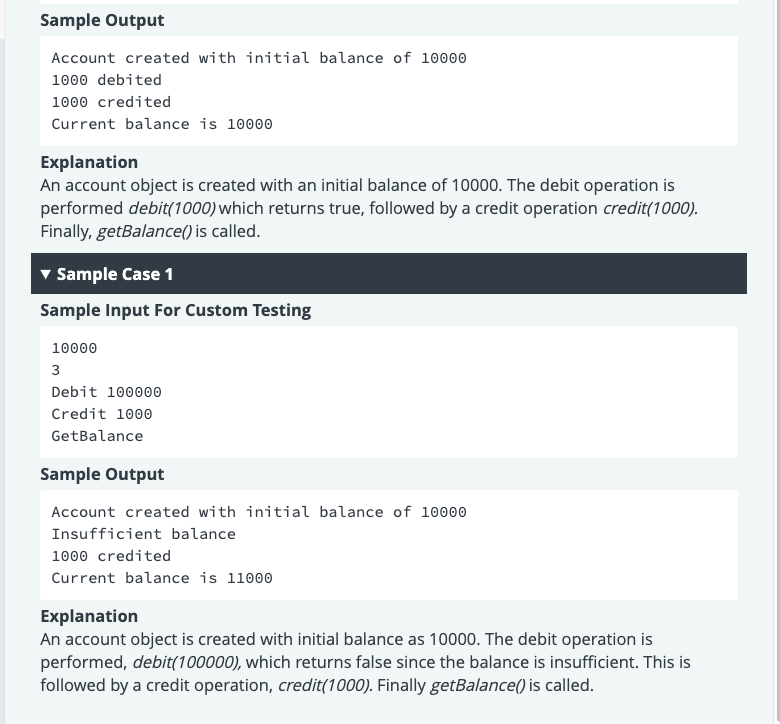 Sample Output
Account created with initial balance of 10000
1000 debited
1000 credited
Current balance is 10000
Explanation
An account object is created with an initial balance of 10000. The debit operation is
performed debit(1000) which returns true, followed by a credit operation credit(1000).
Finally, getBalance() is called.
▼ Sample Case 1
Sample Input For Custom Testing
10000
3
Debit 100000
Credit 1000
GetBalance
Sample Output
Account created with initial balance of 10000
Insufficient balance
1000 credited
Current balance is 11000
Explanation
An account object is created with initial balance as 10000. The debit operation is
performed, debit(100000), which returns false since the balance is insufficient. This is
followed by a credit operation, credit(1000). Finally getBalance() is called.